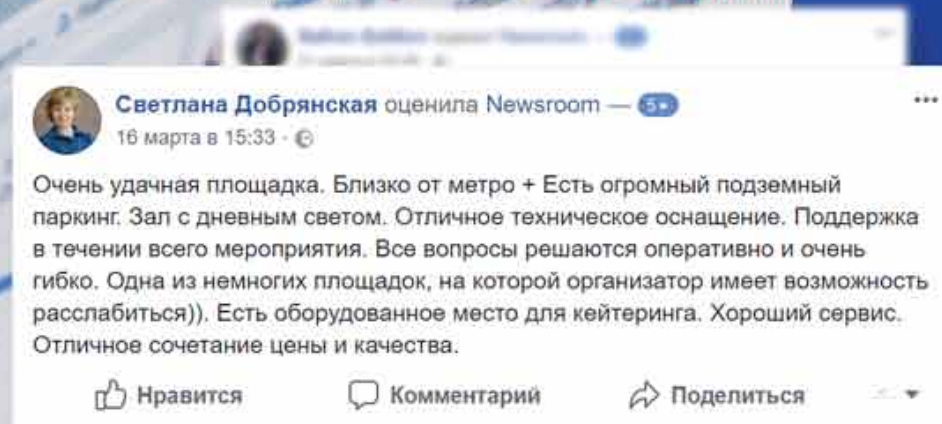 Светлана Добрянская оценила Newsroom — 5★
16 марта в 15:33 ·
Очень удачная площадка. Близко от метро + Есть огромный подземный
паркинг. Зал с дневным светом. Отличное техническое оснащение. Поддержка
в течении всего мероприятия. Все вопросы решаются оперативно и очень
гибко. Одна из немногих площадок, на которой организатор имеет возможность
расслабиться)). Есть оборудованное место для кейтеринга. Хороший сервис.
Отличное сочетание цены и качества.
Нравится Комментарий Поделиться